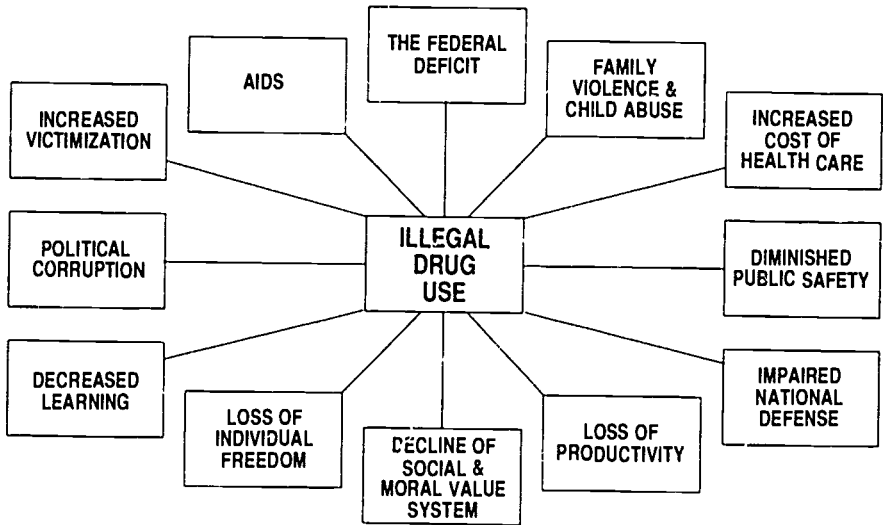 THE FEDERAL
DEFICIT
AIDS
FAMILY
VIOLENCE &
CHILD ABUSE
INCREASED
VICTIMIZATION
INCREASED
COST OF
HEALTH CARE
POLITICAL
CORRUPTION
ILLEGAL
DRUG
USE
DIMINISHED
PUBLIC SAFETY
DECREASED
LEARNING
IMPAIRED
NATIONAL
DEFENSE
LOSS OF
INDIVIDUAL
FREEDOM
DECLINE OF
SOCIAL &
MORAL VALUE
SYSTEM
LOSS OF
PRODUCTIVITY